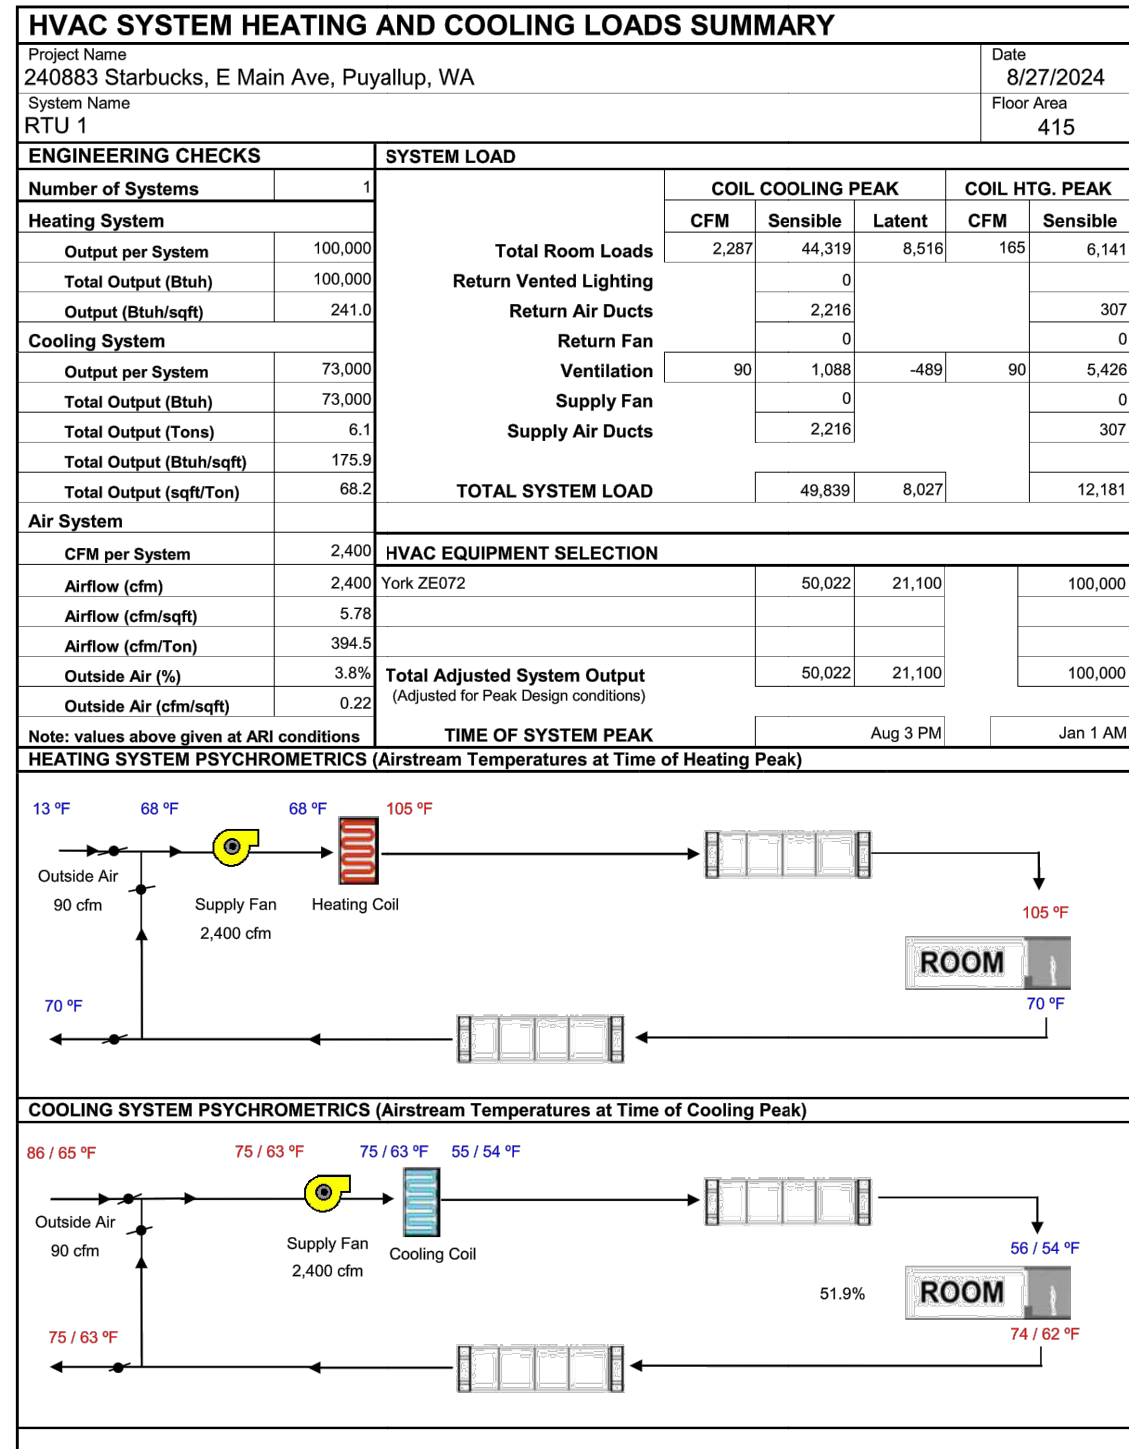 HVAC SYSTEM HEATING AND COOLING LOADS SUMMARY
Project Name
240883 Starbucks, E Main Ave, Puyallup, WA
Date
8/27/2024
System Name
RTU 1
Floor Area
415
ENGINEERING CHECKS
Number of Systems 1
Heating System
Output per System 100,000
Total Output (Btuh) 100,000
Output (Btuh/sqft) 241.0
Cooling System
Output per System 73,000
Total Output (Btuh) 73,000
Total Output (Tons) 6.1
Total Output (Btuh/sqft) 175.9
Total Output (sqft/Ton) 68.2
Air System
CFM per System 2,400
Airflow (cfm) 2,400
Airflow (cfm/sqft) 5.78
Airflow (cfm/Ton) 394.5
Outside Air (%) 3.8%
Outside Air (cfm/sqft) 0.22
Note: values above given at ARI conditions
SYSTEM LOAD
COIL COOLING PEAK COIL HTG. PEAK
CFM Sensible Latent CFM Sensible
Total Room Loads 2,287 44,319 8,516 165 6,141
Return Vented Lighting 0
Return Air Ducts 2,216 307
Return Fan 0 0
Ventilation 90 1,088 -489 90 5,426
Supply Fan 0 0
Supply Air Ducts 2,216 307
TOTAL SYSTEM LOAD 49,839 8,027 12,181
HVAC EQUIPMENT SELECTION
York ZE072 50,022 21,100 100,000
Total Adjusted System Output 50,022 21,100 100,000
(Adjusted for Peak Design conditions)
TIME OF SYSTEM PEAK Aug 3 PM Jan 1 AM
HEATING SYSTEM PSYCHROMETRICS (Airstream Temperatures at Time of Heating Peak)
13 ºF 68 ºF 68 ºF 105 ºF
Outside Air
90 cfm
Supply Fan
2,400 cfm
Heating Coil
105 ºF
ROOM
70 ºF
70 ºF
COOLING SYSTEM PSYCHROMETRICS (Airstream Temperatures at Time of Cooling Peak)
86 / 65 ºF 75 / 63 ºF 75 / 63 ºF 55 / 54 ºF
Outside Air
90 cfm
Supply Fan
2,400 cfm
Cooling Coil
56 / 54 ºF
51.9%
ROOM
75 / 63 ºF
74 / 62 ºF